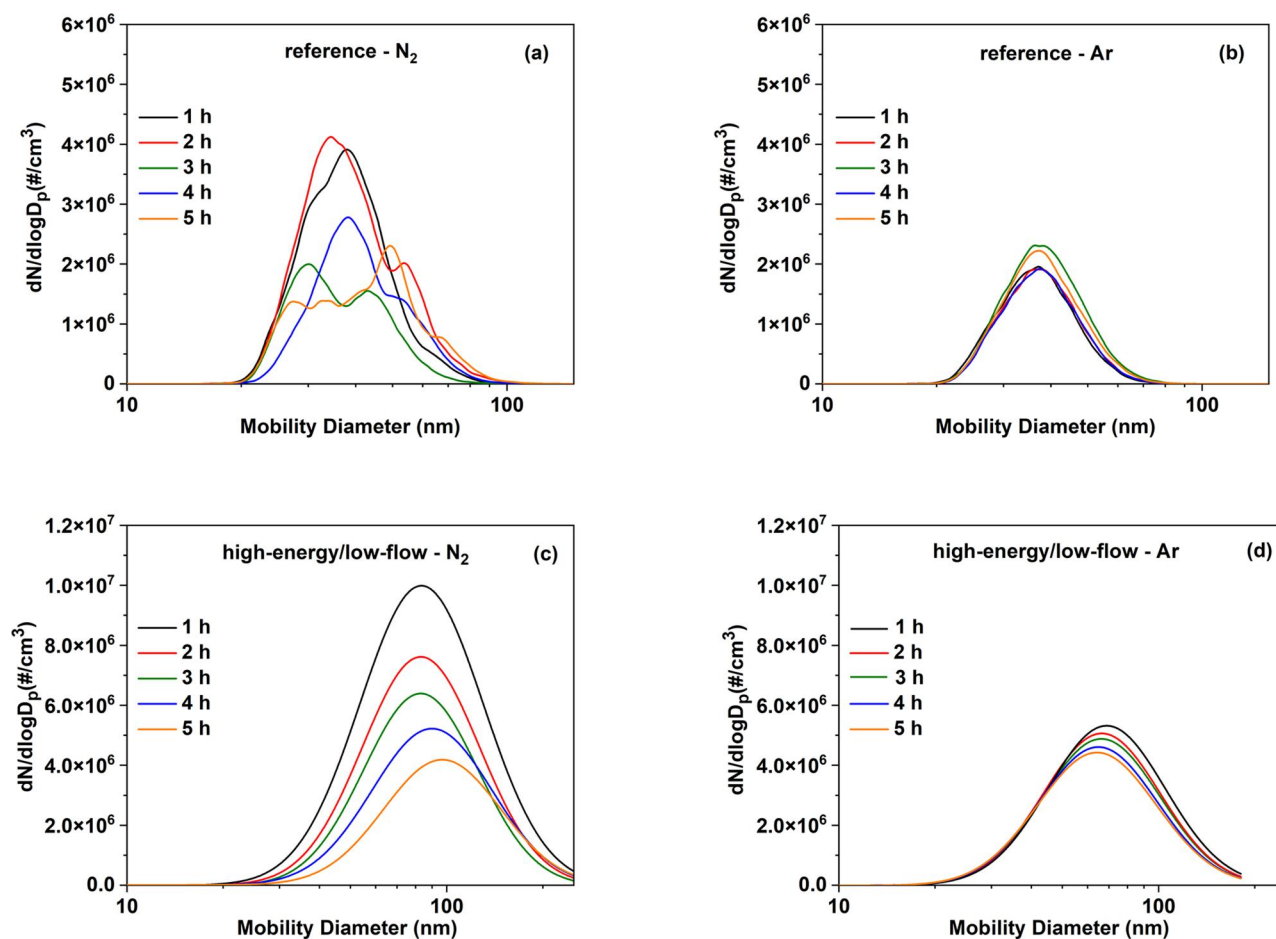 reference - N₂ (a)
6×10⁶
5×10⁶
4×10⁶
3×10⁶
2×10⁶
1×10⁶
0
dN/dlogDₚ(#/cm³)
1 h
2 h
3 h
4 h
5 h
10 100
Mobility Diameter (nm)
reference - Ar (b)
6×10⁶
5×10⁶
4×10⁶
3×10⁶
2×10⁶
1×10⁶
0
dN/dlogDₚ(#/cm³)
1 h
2 h
3 h
4 h
5 h
10 100
Mobility Diameter (nm)
high-energy/low-flow - N₂ (c)
1.2×10⁷
1.0×10⁷
8.0×10⁶
6.0×10⁶
4.0×10⁶
2.0×10⁶
0.0
dN/dlogDₚ(#/cm³)
1 h
2 h
3 h
4 h
5 h
10 100
Mobility Diameter (nm)
high-energy/low-flow - Ar (d)
1.2×10⁷
1.0×10⁷
8.0×10⁶
6.0×10⁶
4.0×10⁶
2.0×10⁶
0.0
dN/dlogDₚ(#/cm³)
1 h
2 h
3 h
4 h
5 h
10 100
Mobility Diameter (nm)